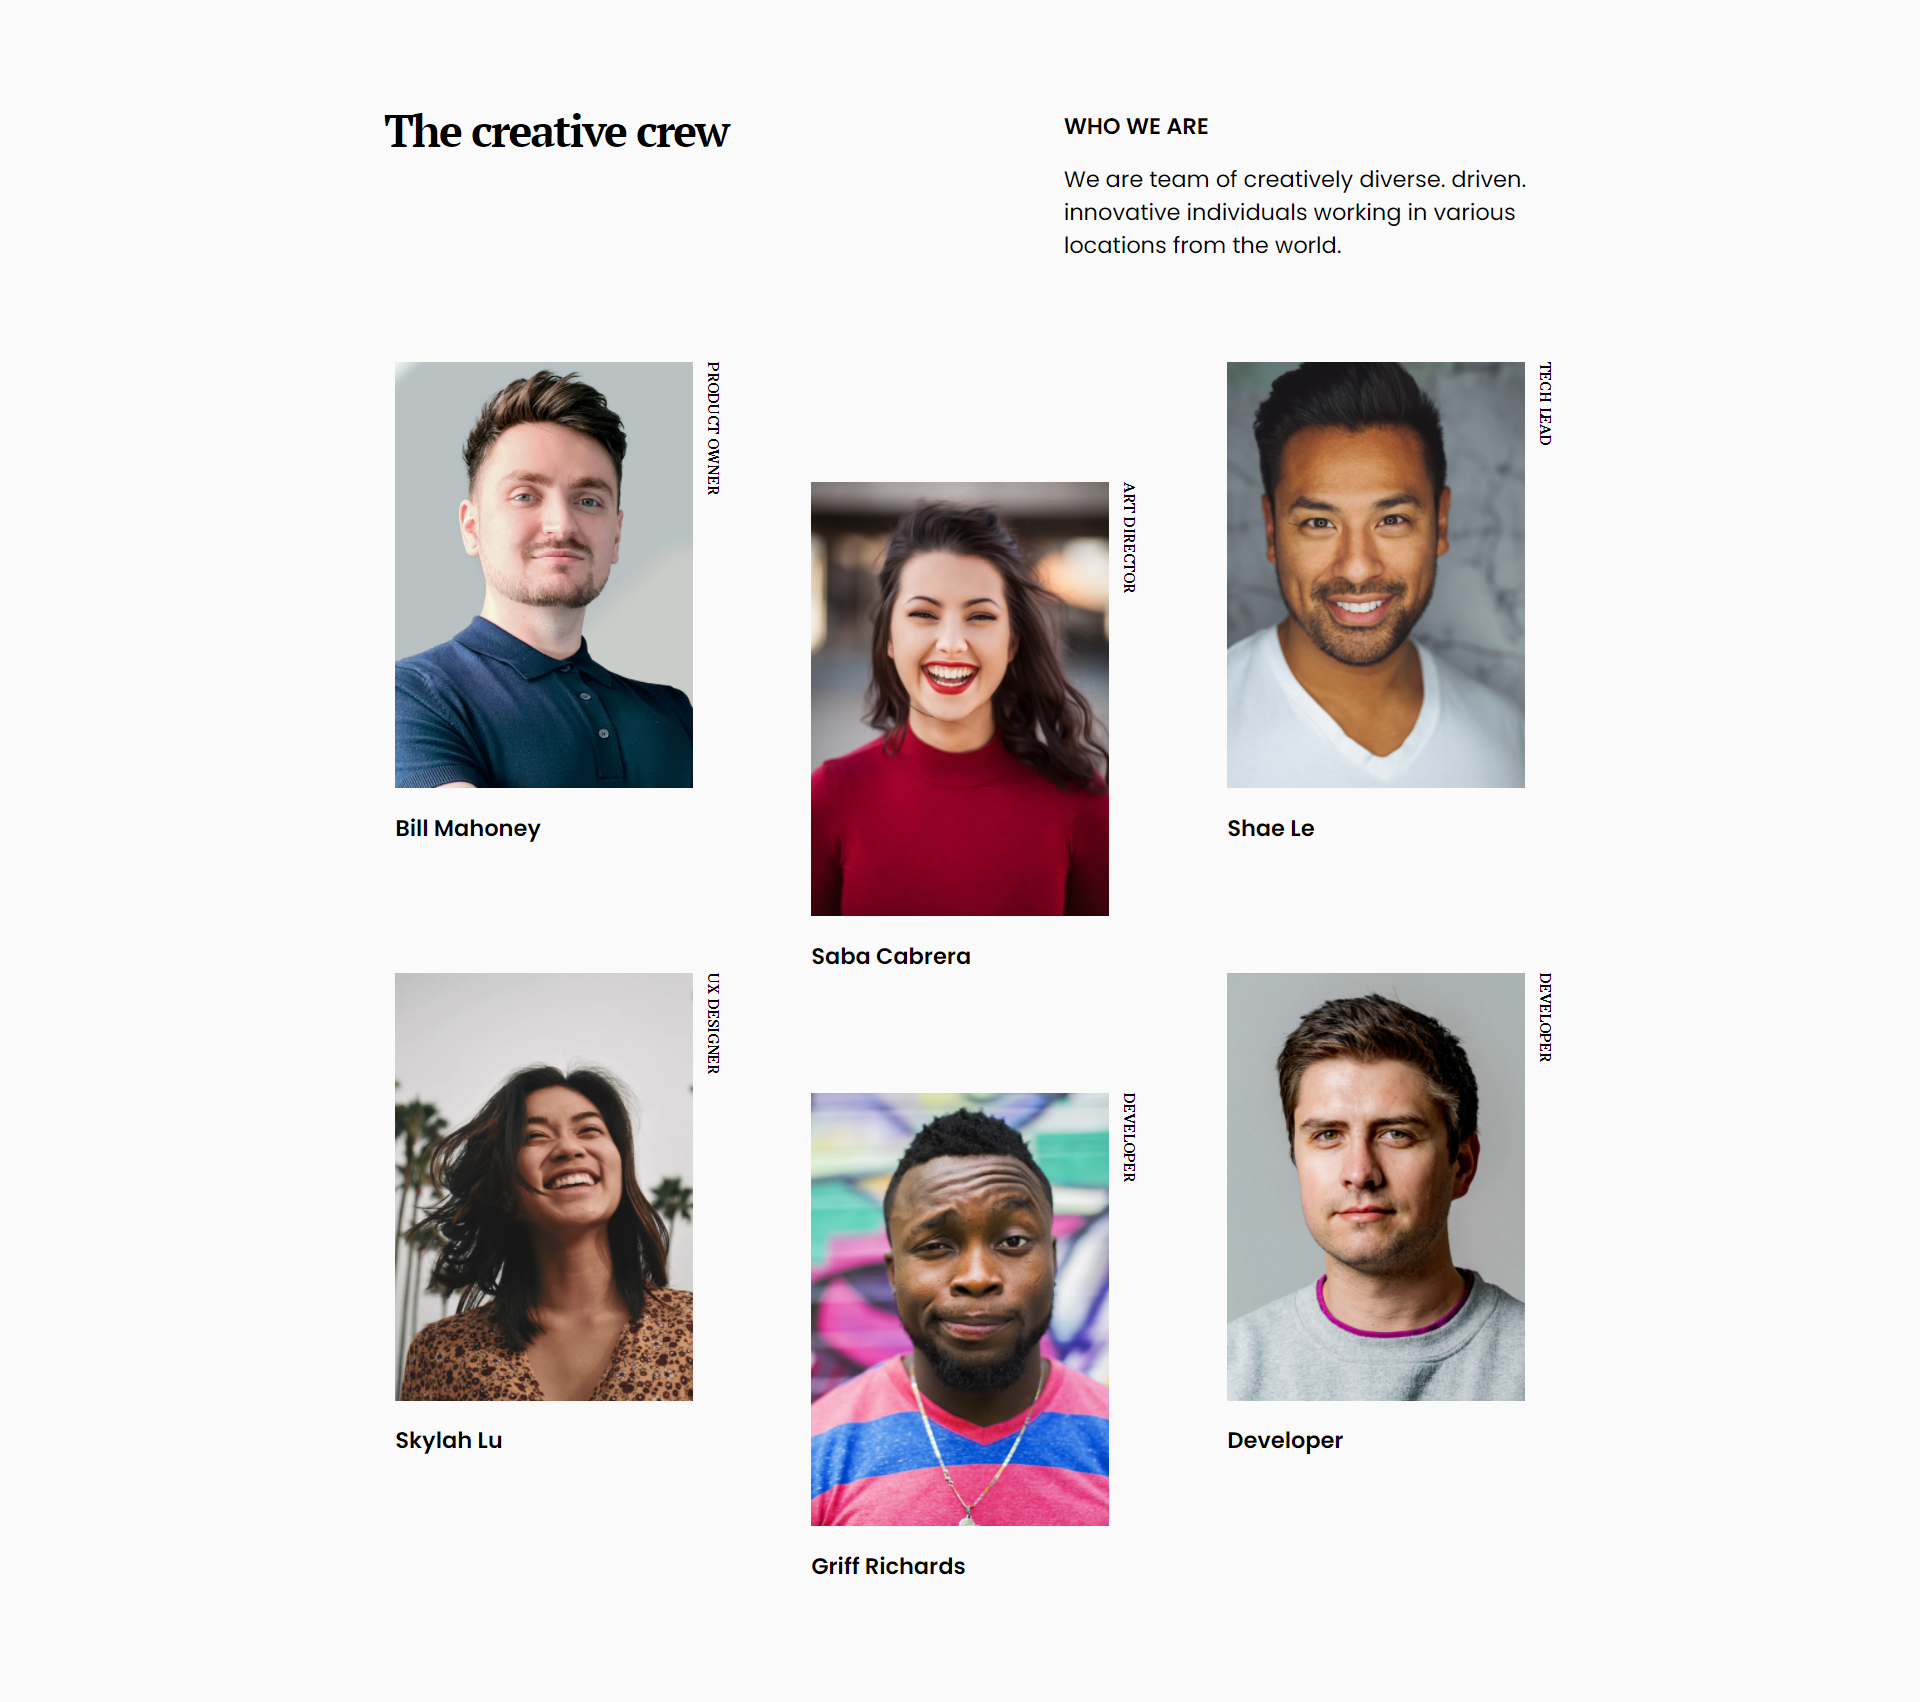 The creative crew
WHO WE ARE
We are team of creatively diverse. driven.
innovative individuals working in various
locations from the world.
PRODUCT OWNER
Bill Mahoney
ART DIRECTOR
Saba Cabrera
TECH LEAD
Shae Le
UX DESIGNER
Skylah Lu
DEVELOPER
Griff Richards
DEVELOPER
Developer